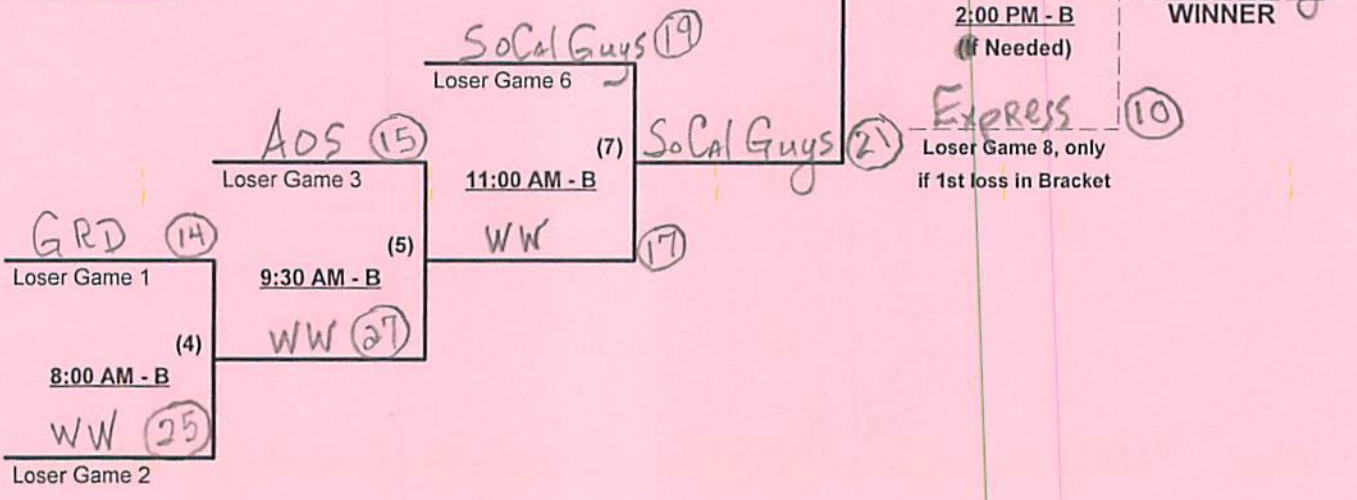 2:00 PM - B
WINNER
(If Needed)
SoCal Guys 19
Loser Game 6
Express 10
Loser Game 8, only
if 1st loss in Bracket
AOS 15
Loser Game 3
(7)
SoCal Guys 21
11:00 AM - B
WW 17
GRD 14
Loser Game 1
(5)
9:30 AM - B
WW 27
(4)
8:00 AM - B
WW 25
Loser Game 2